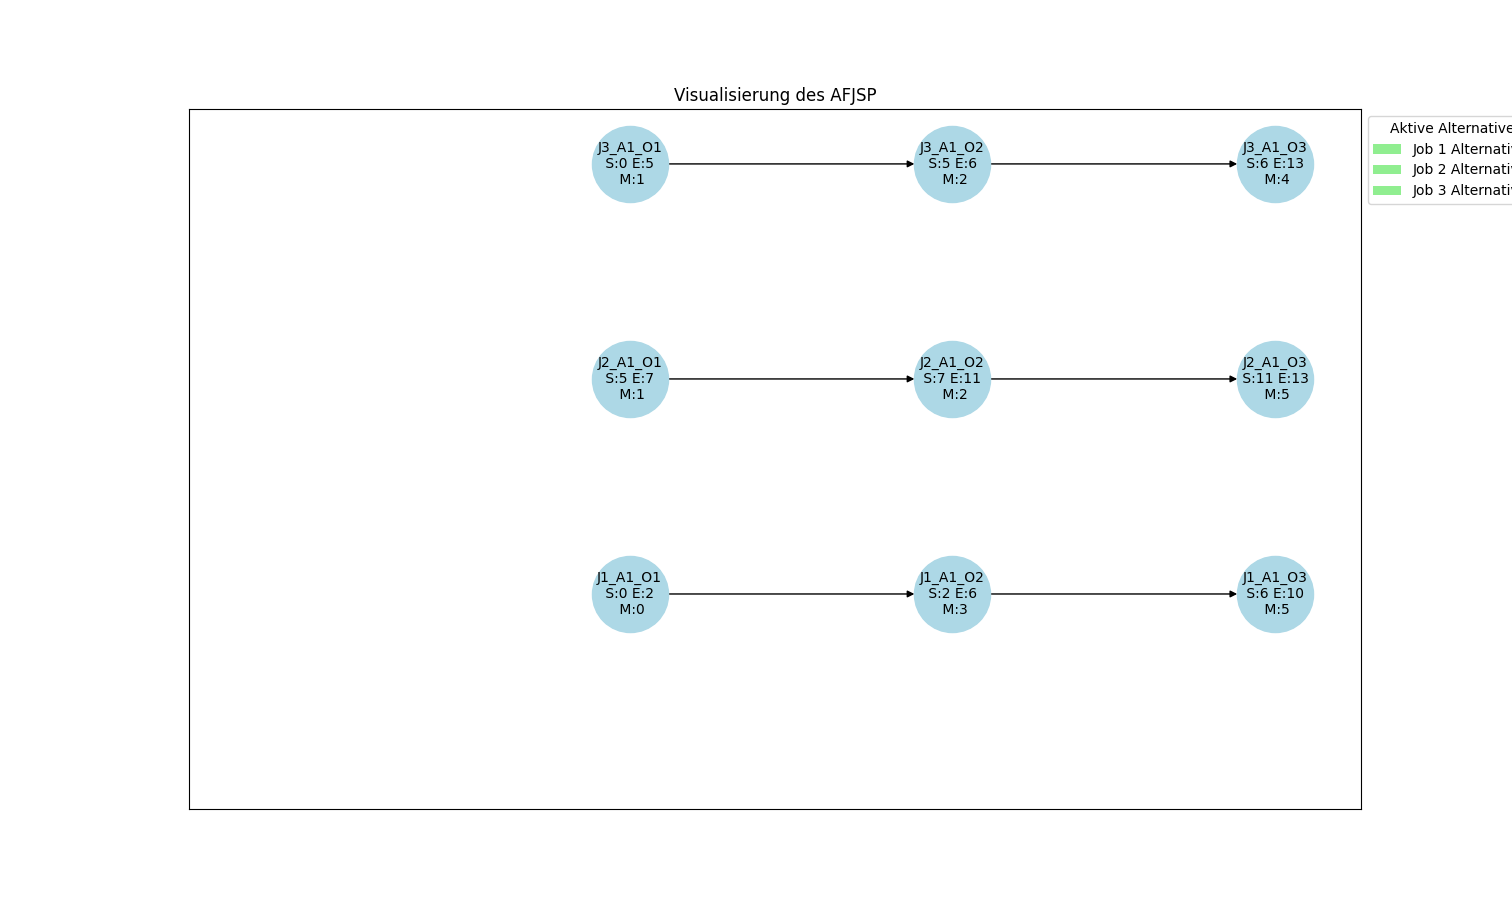 Visualisierung des AFJSP
J3_A1_O1
S:0 E:5
M:1
J3_A1_O2
S:5 E:6
M:2
J3_A1_O3
S:6 E:13
M:4
Aktive Alternative
Job 1 Alternati
Job 2 Alternati
Job 3 Alternati
J2_A1_O1
S:5 E:7
M:1
J2_A1_O2
S:7 E:11
M:2
J2_A1_O3
S:11 E:13
M:5
J1_A1_O1
S:0 E:2
M:0
J1_A1_O2
S:2 E:6
M:3
J1_A1_O3
S:6 E:10
M:5